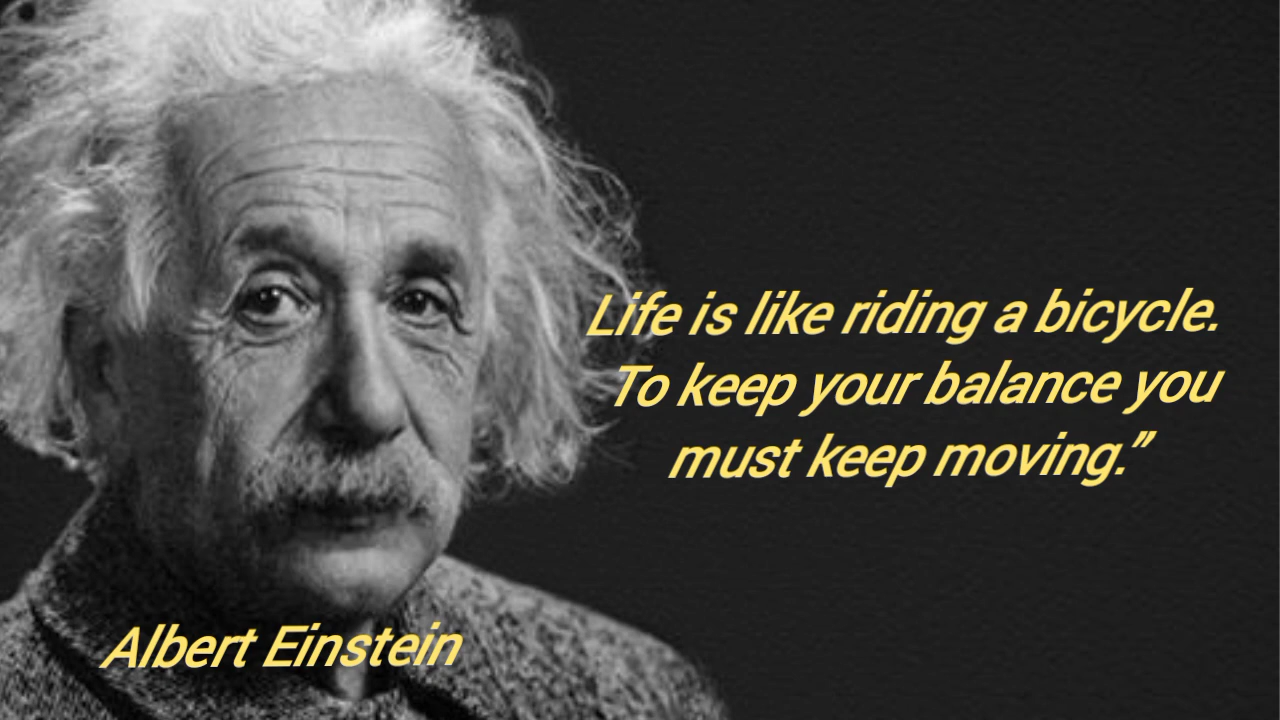 Life is like riding a bicycle.
To keep your balance you
must keep moving.”
Albert Einstein